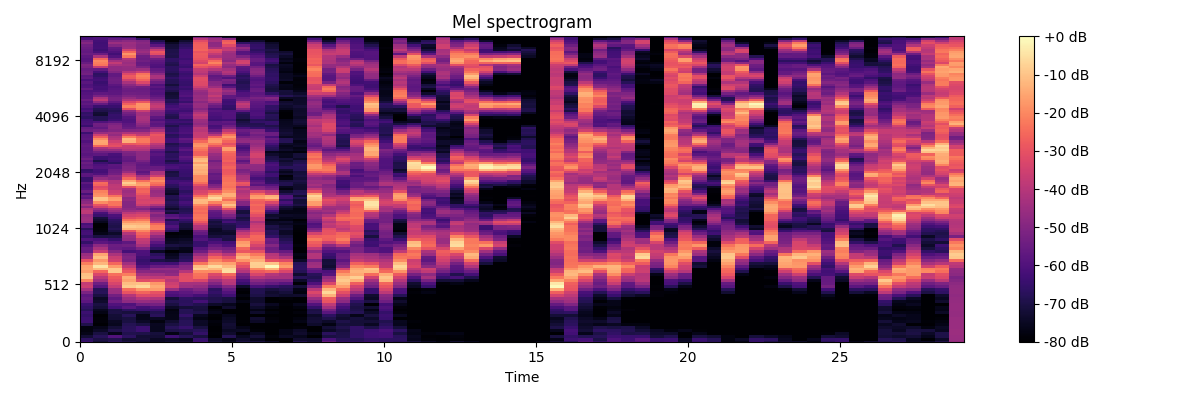 Mel spectrogram
8192
4096
2048
1024
512
0
Hz
0 5 10 15 20 25
Time
+0 dB
-10 dB
-20 dB
-30 dB
-40 dB
-50 dB
-60 dB
-70 dB
-80 dB